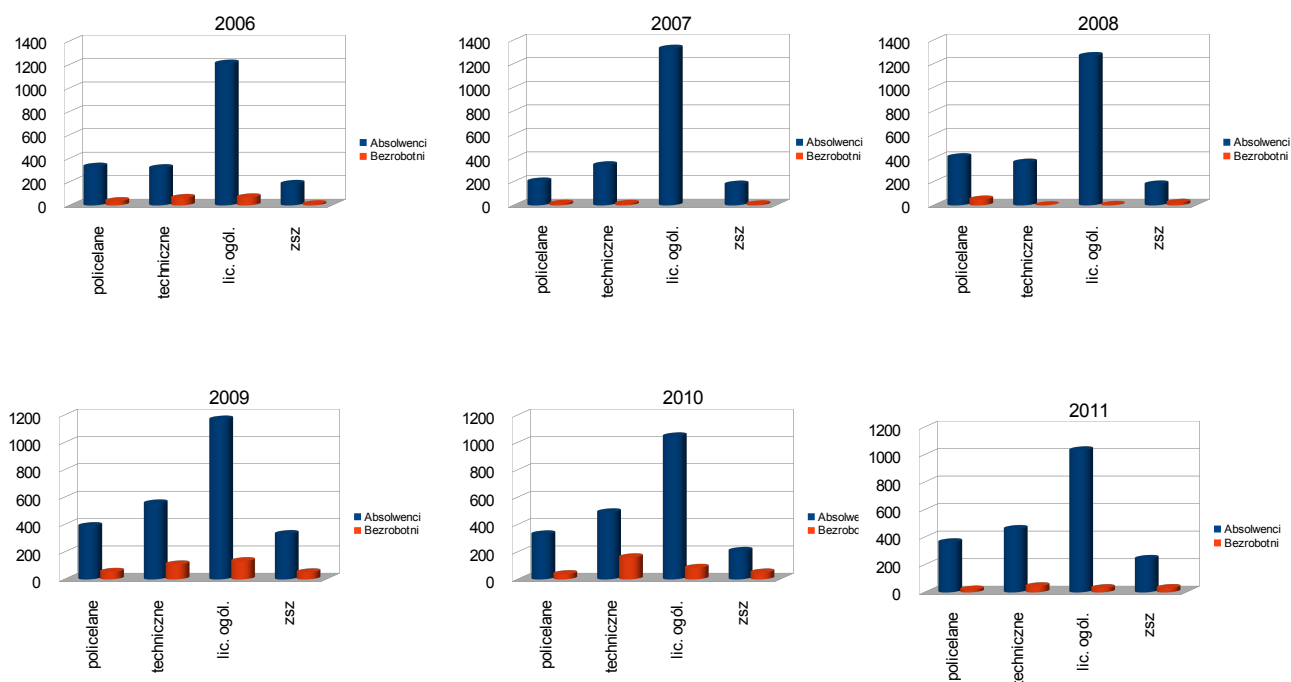 2006
1400
1200
1000
800
600
400
200
0
policelane
techniczne
lic. ogól.
zsz
Absolwenci
Bezrobotni
2007
1400
1200
1000
800
600
400
200
0
policelane
techniczne
lic. ogól.
zsz
Absolwenci
Bezrobotni
2008
1400
1200
1000
800
600
400
200
0
policelane
techniczne
lic. ogól.
zsz
Absolwenci
Bezrobotni
2009
1200
1000
800
600
400
200
0
policelane
techniczne
lic. ogól.
zsz
Absolwenci
Bezrobotni
2010
1200
1000
800
600
400
200
0
policelane
techniczne
lic. ogól.
zsz
Absolwe
Bezrobo
2011
1200
1000
800
600
400
200
0
policelane
techniczne
lic. ogól.
zsz
Absolwenci
Bezrobotni